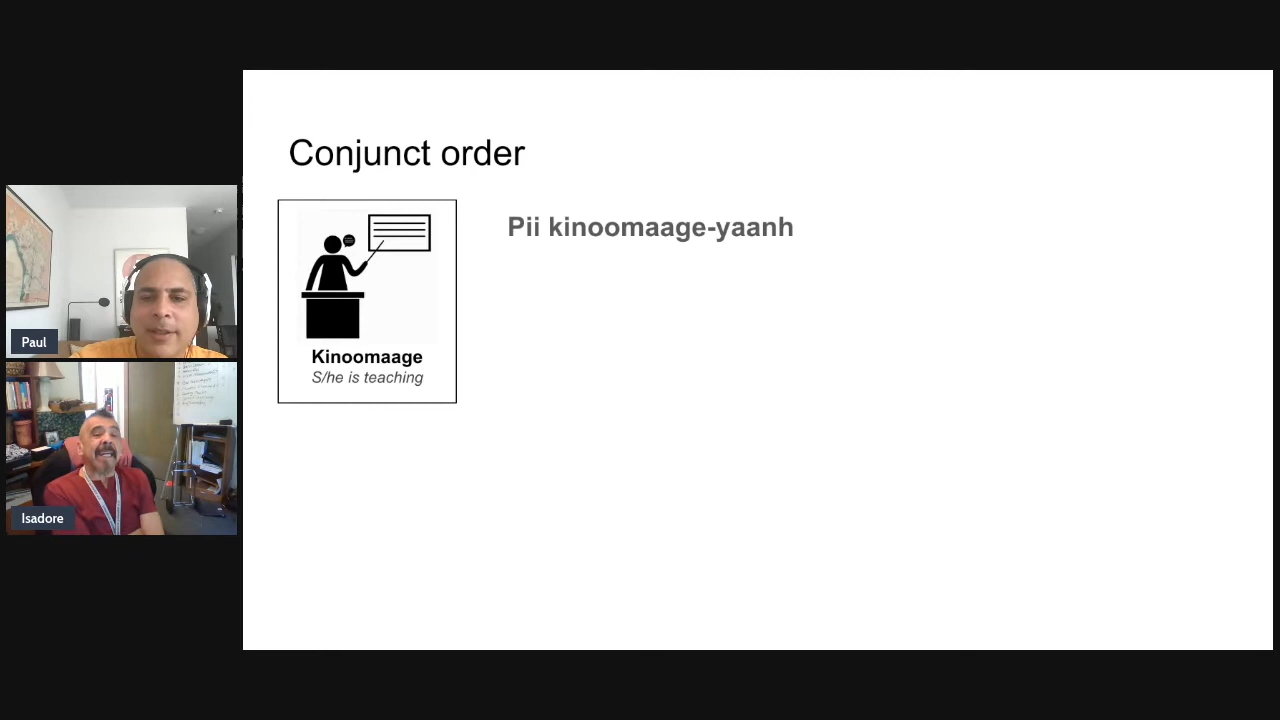 Conjunct order
Pii kinoomaage-yaanh
Kinoomaage
S/he is teaching
Paul
Isadore